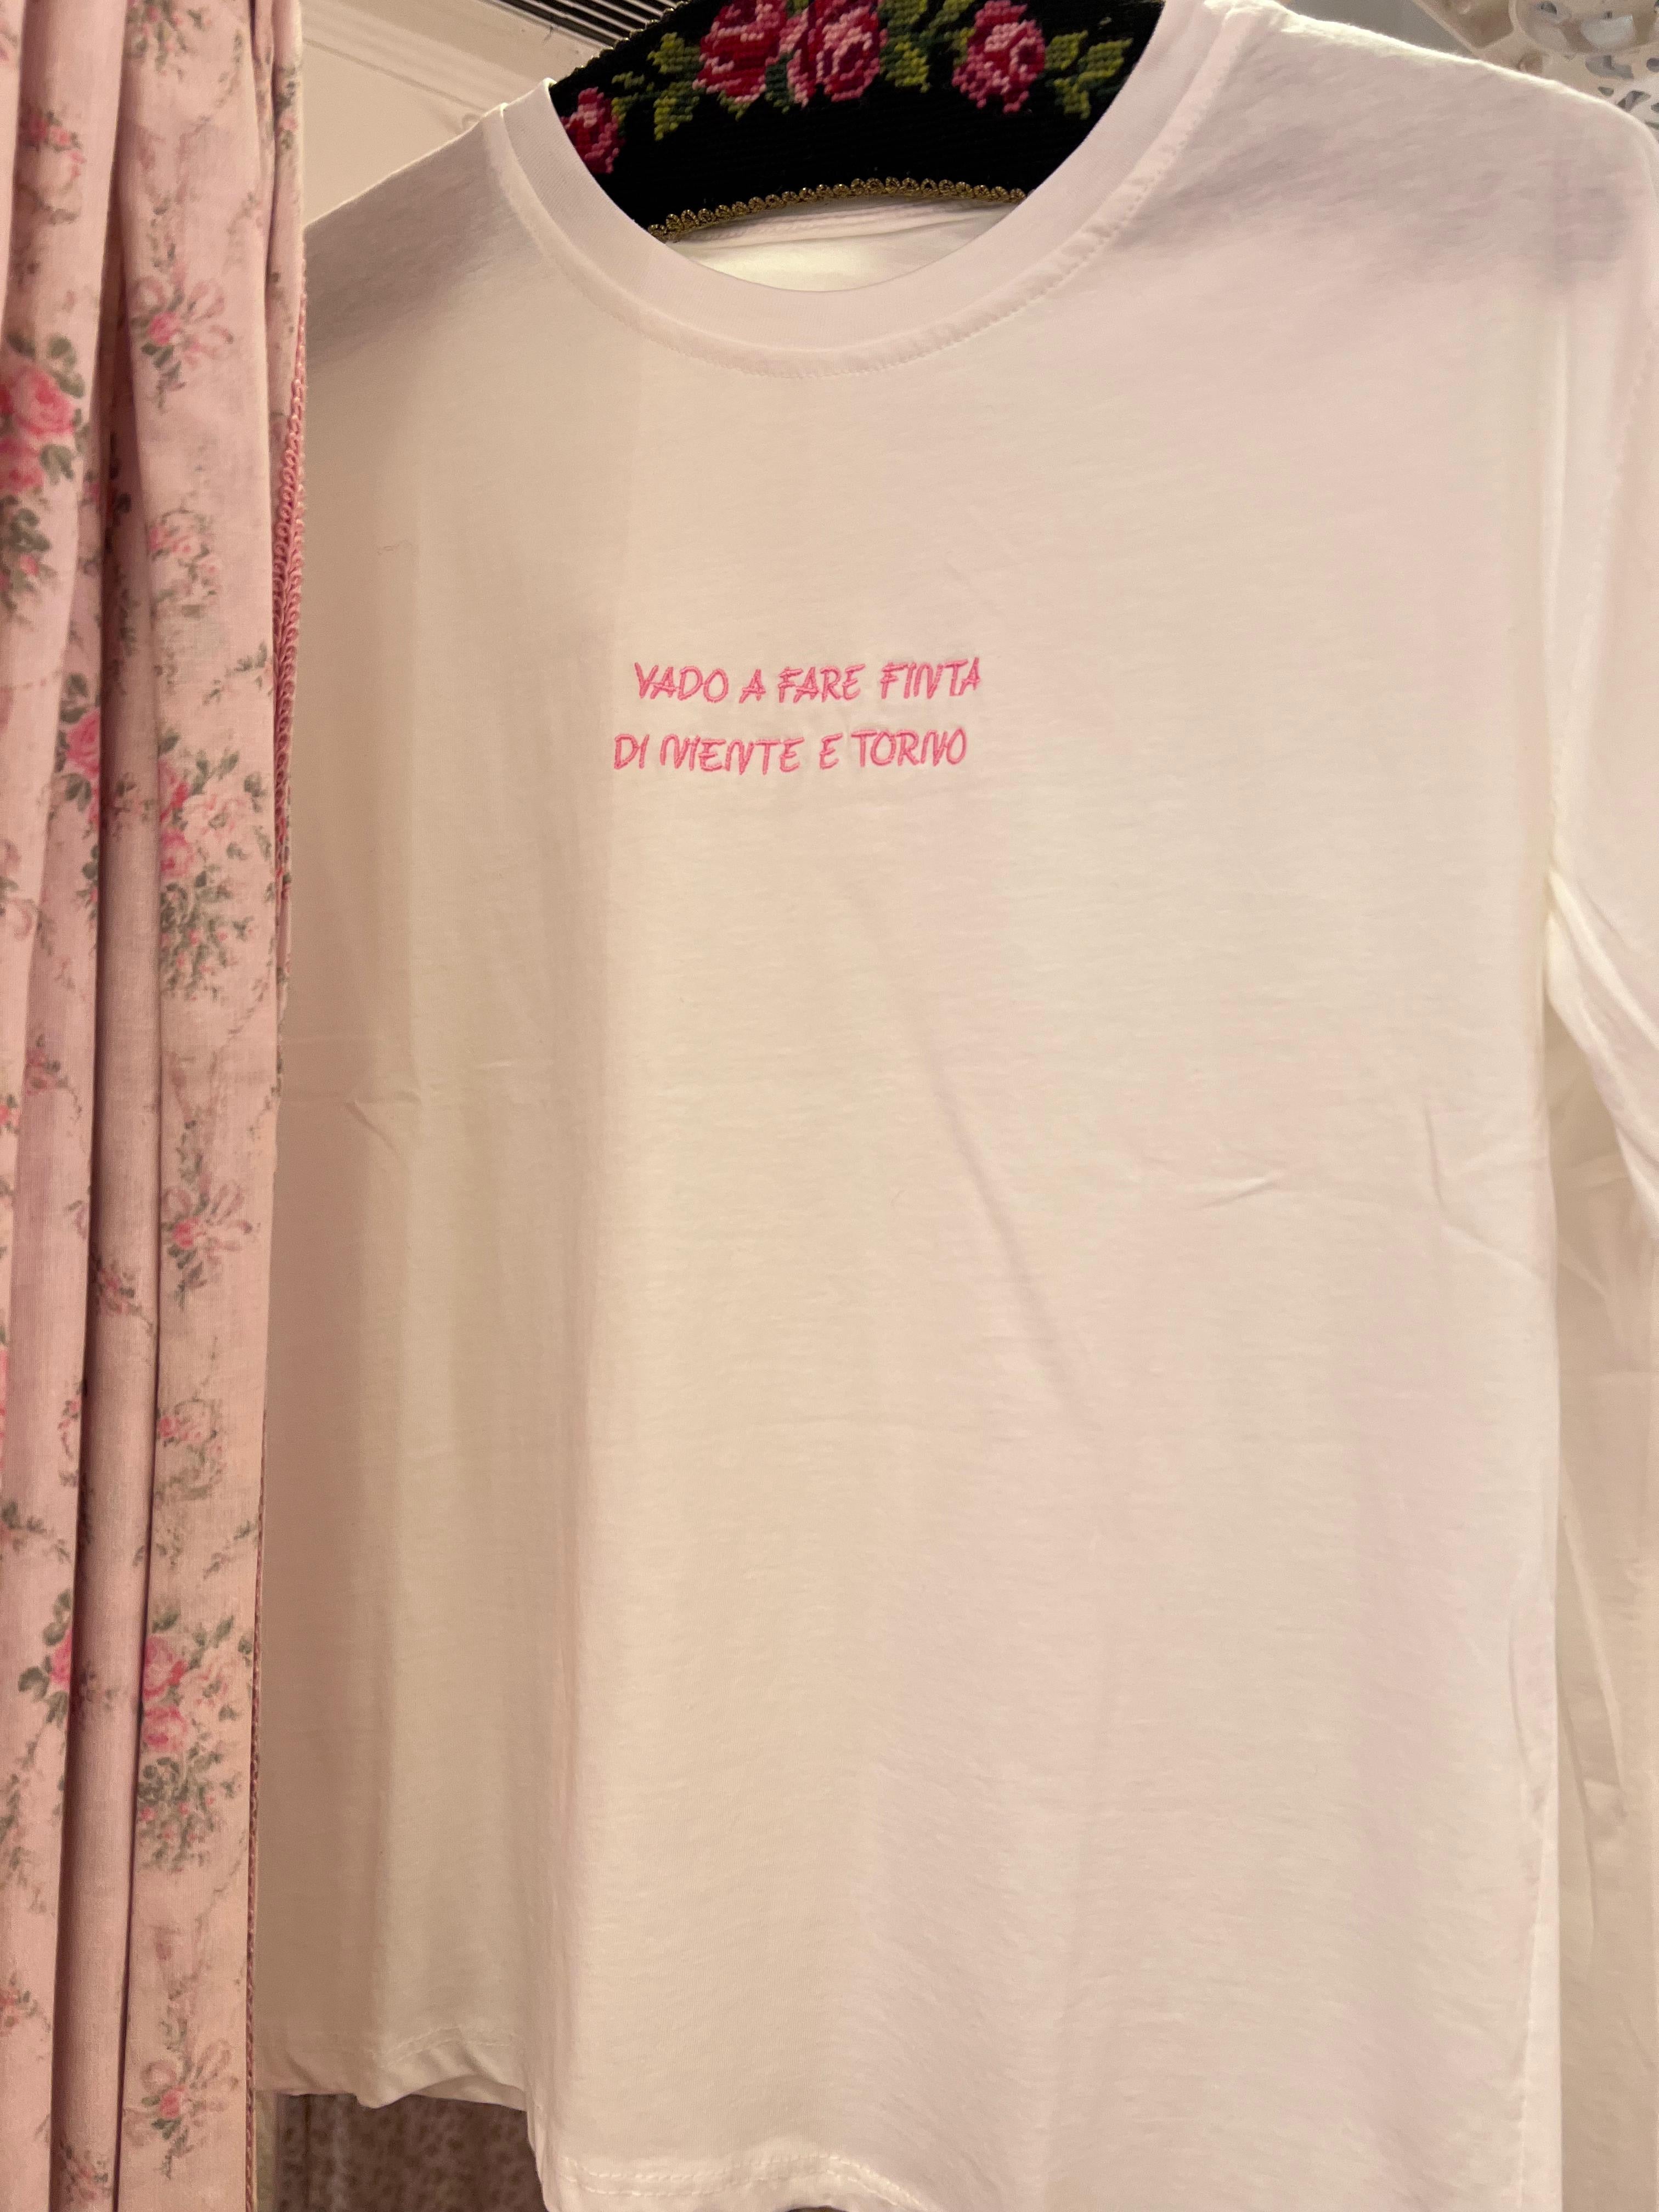 VADO A FARE FINTA
DI NIENTE E TORNO